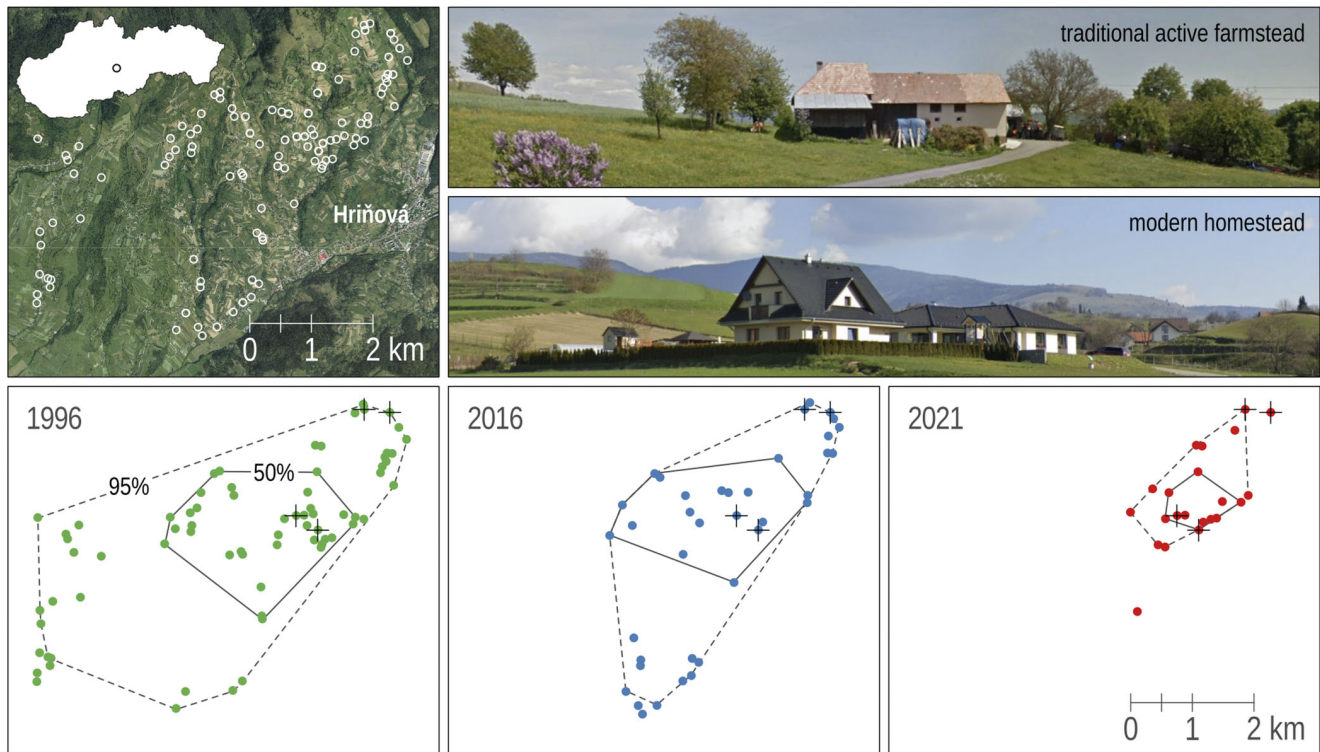 Hriňová
0 1 2 km
traditional active farmstead
modern homestead
1996
95%
50%
2016
2021
0 1 2 km